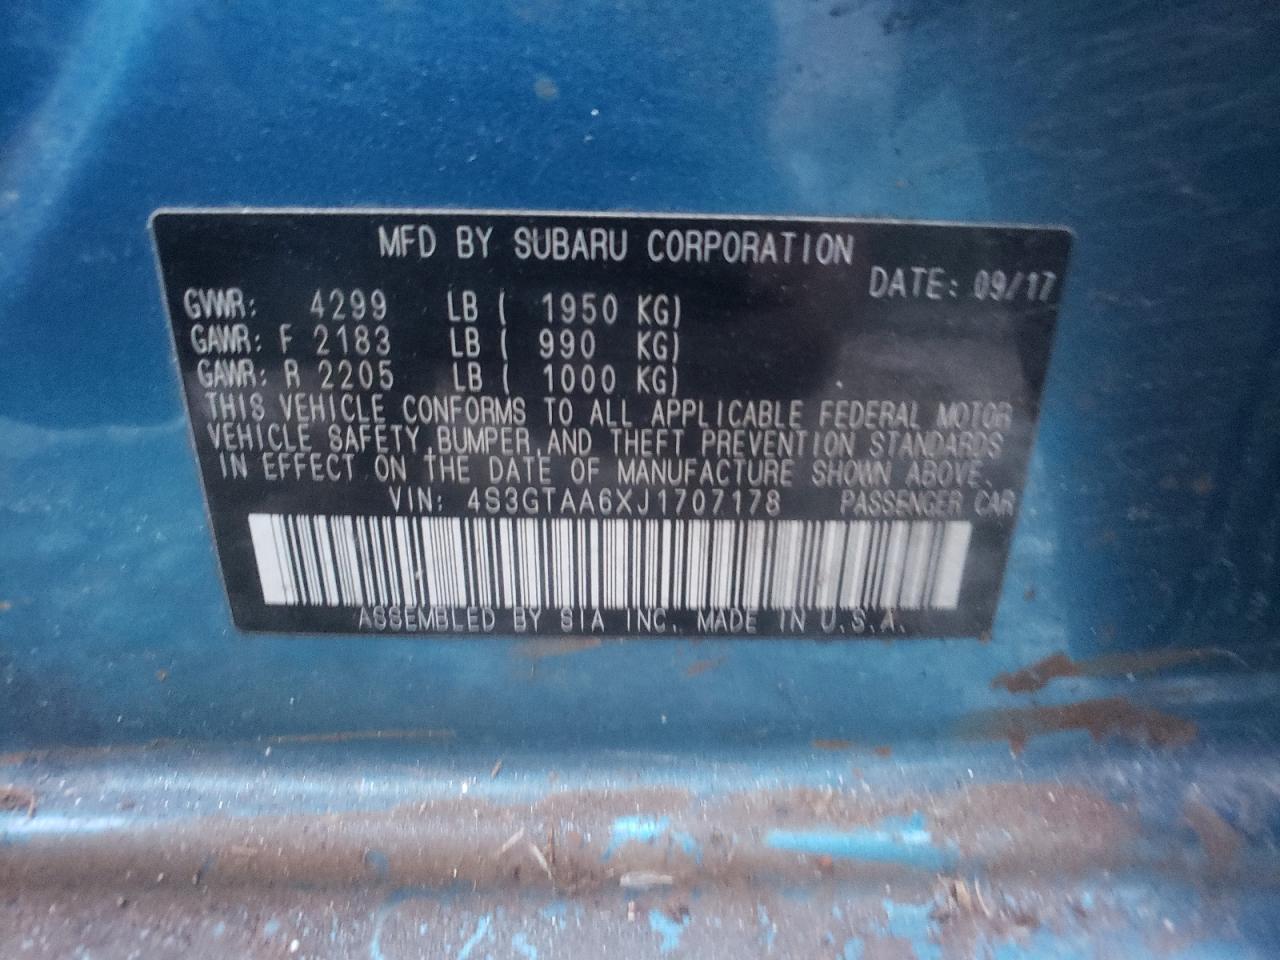 MFD BY SUBARU CORPORATION
DATE: 09/17
GVWR: 4299 LB ( 1950 KG)
GAWR: F 2183 LB ( 990 KG)
GAWR: R 2205 LB ( 1000 KG)
THIS VEHICLE CONFORMS TO ALL APPLICABLE FEDERAL MOTOR
VEHICLE SAFETY,BUMPER,AND THEFT PREVENTION STANDARDS
IN EFFECT ON THE DATE OF MANUFACTURE SHOWN ABOVE.
VIN: 4S3GTAA6XJ1707178 PASSENGER CAR
ASSEMBLED BY SIA INC. MADE IN U.S.A.